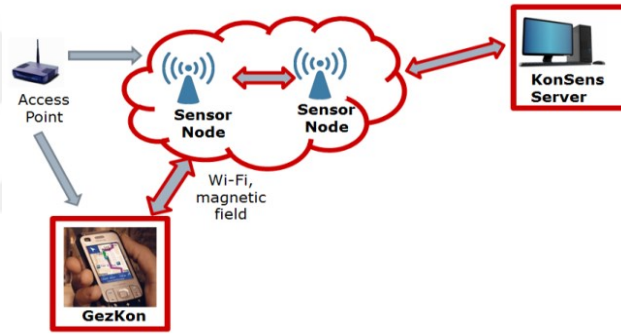 Access
Point
Sensor
Node
Sensor
Node
KonSens
Server
Wi-Fi,
magnetic
field
GezKon